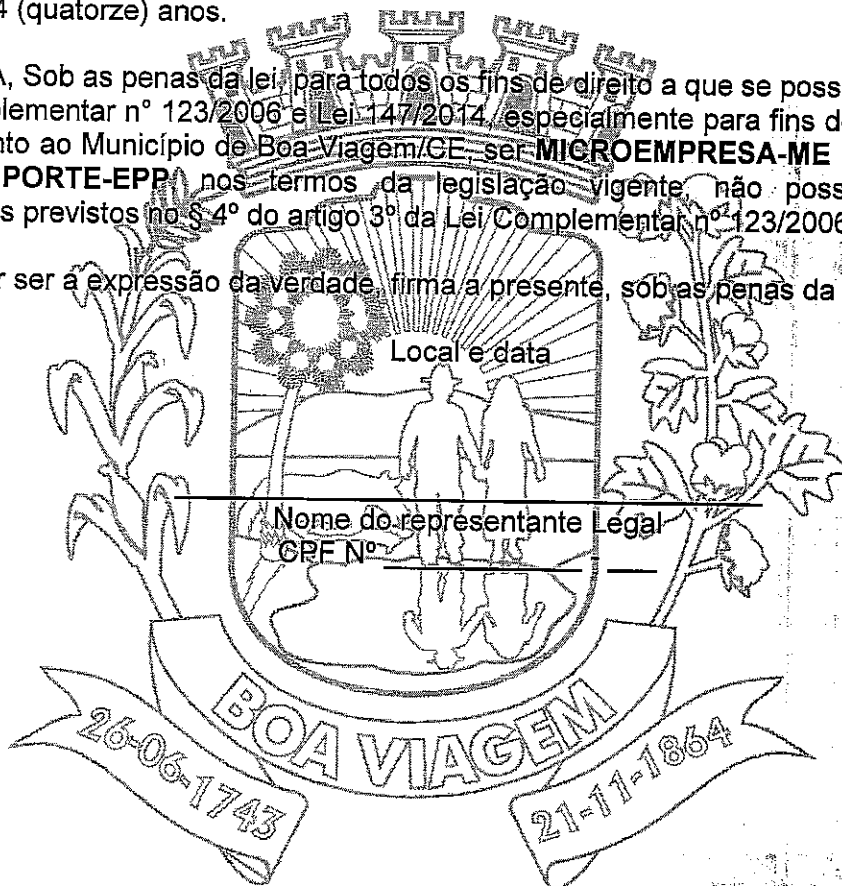 4 (quatorze) anos.
A, Sob as penas da lei, para todos os fins de direito a que se poss
plementar n° 123/2006 e Lei 147/2014, especialmente para fins d
nto ao Município de Boa Viagem/CE, ser MICROEMPRESA-ME
PORTE-EPP, nos termos da legislação vigente, não poss
s previstos no § 4º do artigo 3º da Lei Complementar nº 123/2006
r ser a expressão da verdade, firma a presente, sob as penas da
Local e data
Nome do representante Legal
CPF Nº
BOA VIAGEM
26-06-1743
21-11-1864